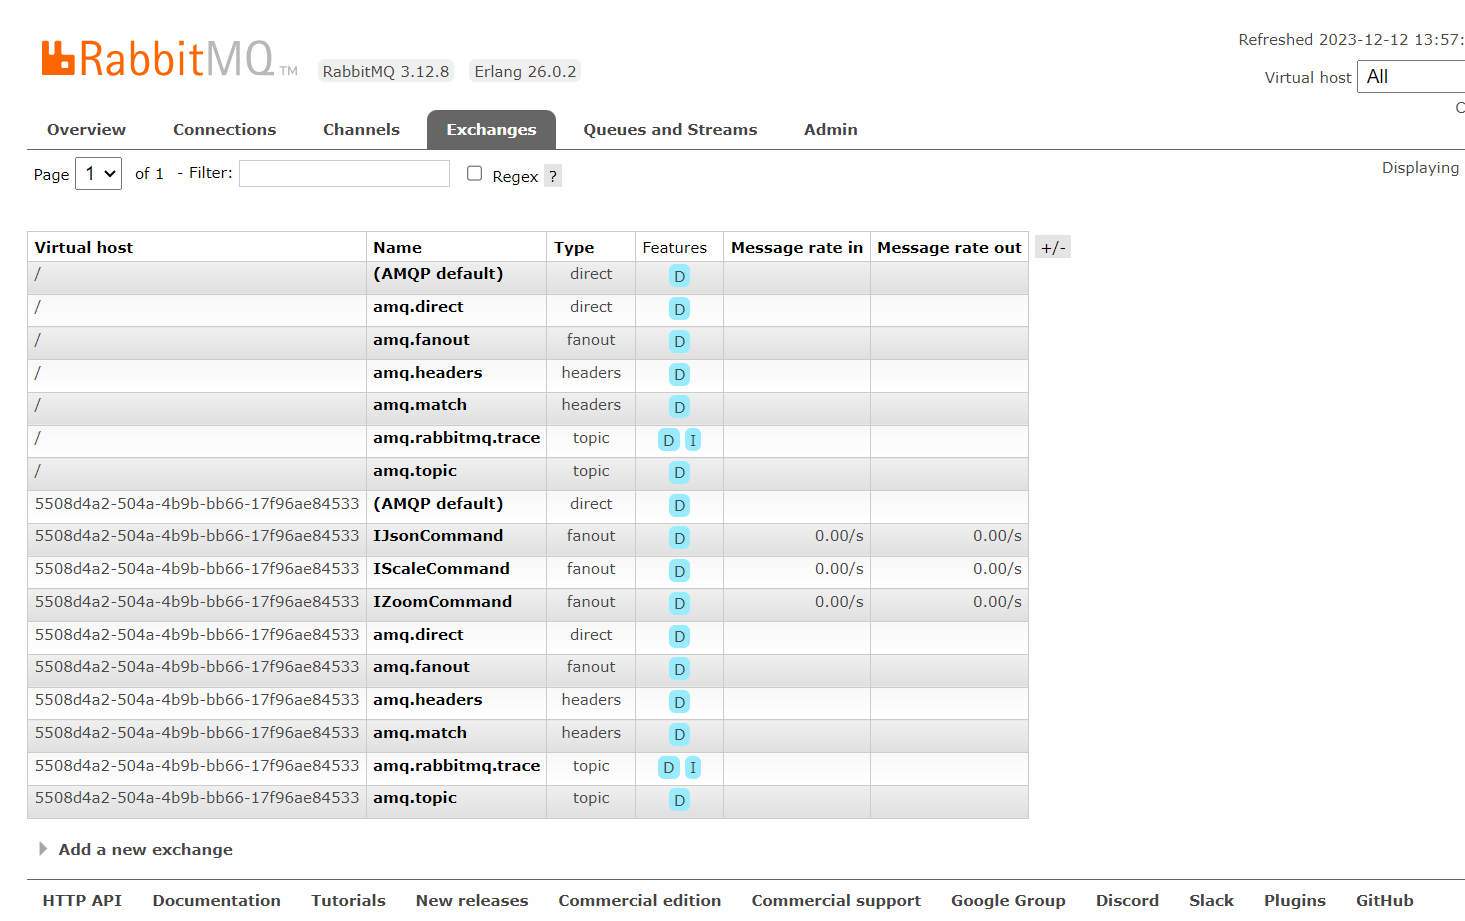 Refreshed 2023-12-12 13:57:
RabbitMQ TM RabbitMQ 3.12.8 Erlang 26.0.2
Virtual host All
Overview Connections Channels Exchanges Queues and Streams Admin
Page 1 of 1 - Filter: Regex ?
Displaying
Virtual host Name Type Features Message rate in Message rate out +/-
/ (AMQP default) direct D
/ amq.direct direct D
/ amq.fanout fanout D
/ amq.headers headers D
/ amq.match headers D
/ amq.rabbitmq.trace topic D I
/ amq.topic topic D
5508d4a2-504a-4b9b-bb66-17f96ae84533 (AMQP default) direct D
5508d4a2-504a-4b9b-bb66-17f96ae84533 IJsonCommand fanout D 0.00/s 0.00/s
5508d4a2-504a-4b9b-bb66-17f96ae84533 IScaleCommand fanout D 0.00/s 0.00/s
5508d4a2-504a-4b9b-bb66-17f96ae84533 IZoomCommand fanout D 0.00/s 0.00/s
5508d4a2-504a-4b9b-bb66-17f96ae84533 amq.direct direct D
5508d4a2-504a-4b9b-bb66-17f96ae84533 amq.fanout fanout D
5508d4a2-504a-4b9b-bb66-17f96ae84533 amq.headers headers D
5508d4a2-504a-4b9b-bb66-17f96ae84533 amq.match headers D
5508d4a2-504a-4b9b-bb66-17f96ae84533 amq.rabbitmq.trace topic D I
5508d4a2-504a-4b9b-bb66-17f96ae84533 amq.topic topic D
Add a new exchange
HTTP API Documentation Tutorials New releases Commercial edition Commercial support Google Group Discord Slack Plugins GitHub